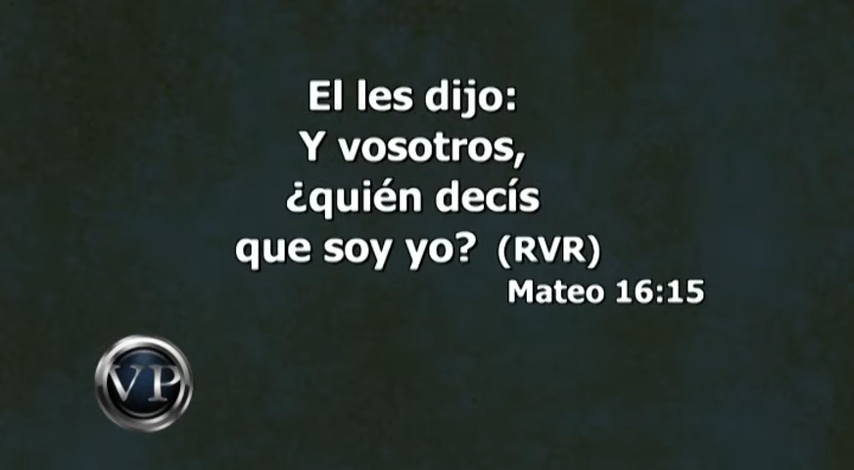 El les dijo:
Y vosotros,
¿quién decís
que soy yo? (RVR)
Mateo 16:15
VP